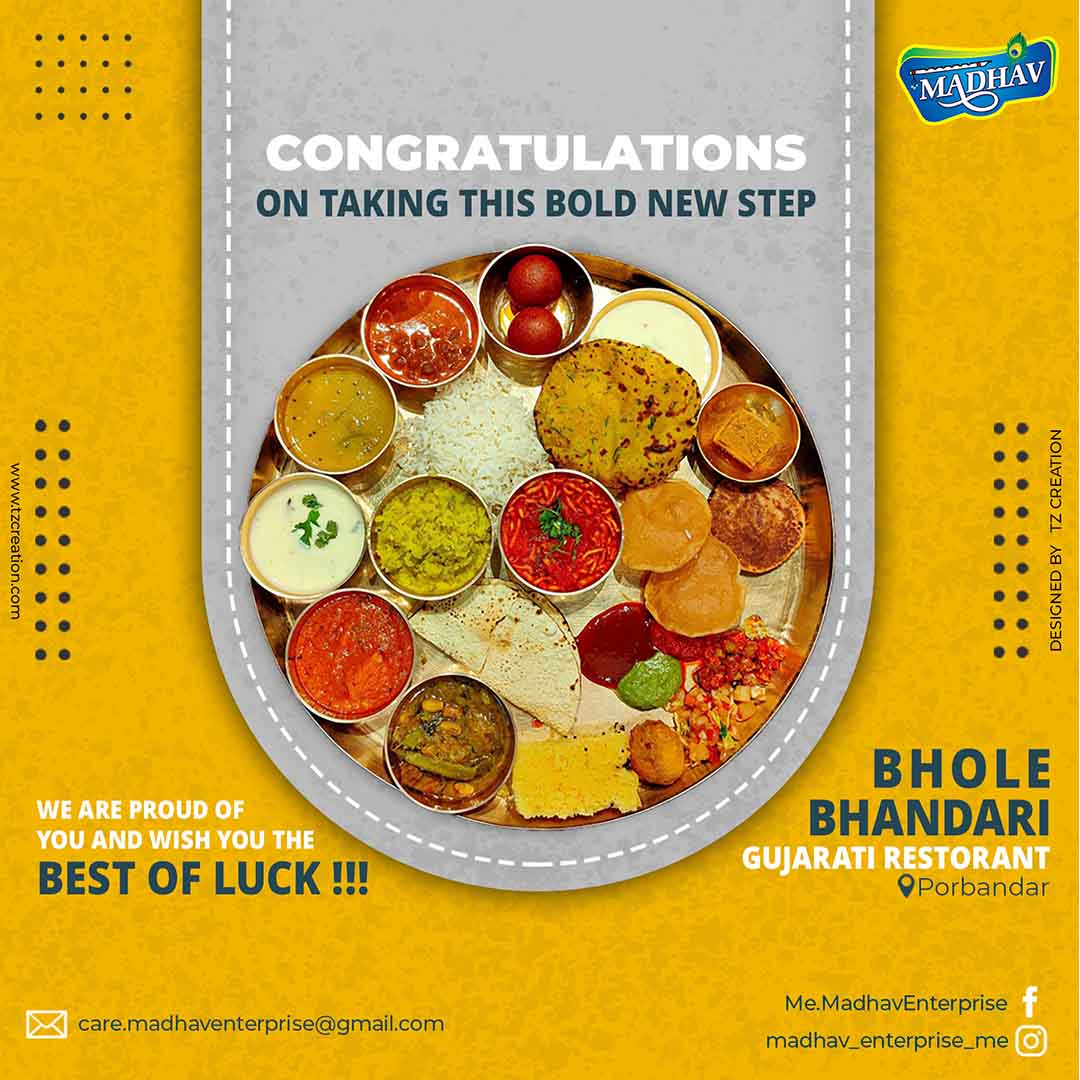 MADHAV
CONGRATULATIONS
ON TAKING THIS BOLD NEW STEP
www.tzcreation.com
DESIGNED BY TZ CREATION
WE ARE PROUD OF
YOU AND WISH YOU THE
BEST OF LUCK !!!
BHOLE
BHANDARI
GUJARATI RESTORANT
Porbandar
care.madhaventerprise@gmail.com
Me.MadhavEnterprise
madhav_enterprise_me